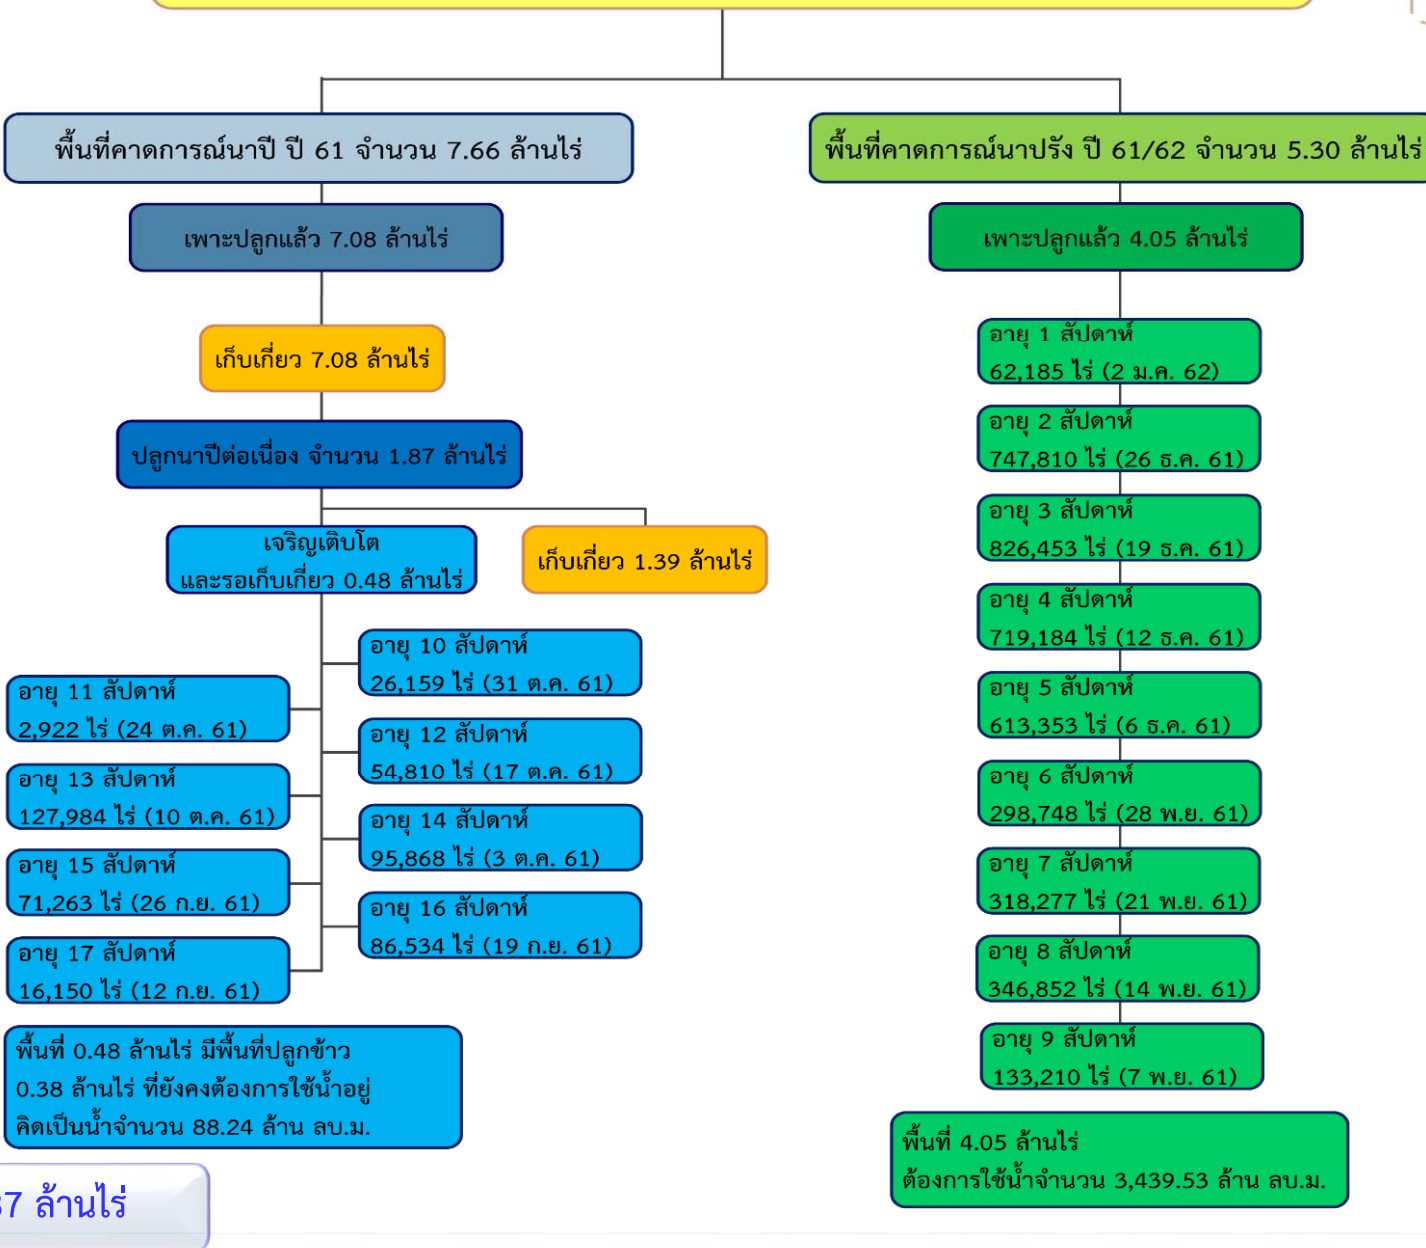 พื้นที่คาดการณ์นาปี ปี 61 จำนวน 7.66 ล้านไร่
เพาะปลูกแล้ว 7.08 ล้านไร่
เก็บเกี่ยว 7.08 ล้านไร่
ปลูกนาปีต่อเนื่อง จำนวน 1.87 ล้านไร่
เจริญเติบโต
และรอเก็บเกี่ยว 0.48 ล้านไร่
เก็บเกี่ยว 1.39 ล้านไร่
อายุ 10 สัปดาห์
26,159 ไร่ (31 ต.ค. 61)
อายุ 11 สัปดาห์
2,922 ไร่ (24 ต.ค. 61)
อายุ 12 สัปดาห์
54,810 ไร่ (17 ต.ค. 61)
อายุ 13 สัปดาห์
127,984 ไร่ (10 ต.ค. 61)
อายุ 14 สัปดาห์
95,868 ไร่ (3 ต.ค. 61)
อายุ 15 สัปดาห์
71,263 ไร่ (26 ก.ย. 61)
อายุ 16 สัปดาห์
86,534 ไร่ (19 ก.ย. 61)
อายุ 17 สัปดาห์
16,150 ไร่ (12 ก.ย. 61)
พื้นที่ 0.48 ล้านไร่ มีพื้นที่ปลูกข้าว
0.38 ล้านไร่ ที่ยังคงต้องการใช้น้ำอยู่
คิดเป็นน้ำจำนวน 88.24 ล้าน ลบ.ม.
7 ล้านไร่
พื้นที่คาดการณ์นาปรัง ปี 61/62 จำนวน 5.30 ล้านไร่
เพาะปลูกแล้ว 4.05 ล้านไร่
อายุ 1 สัปดาห์
62,185 ไร่ (2 ม.ค. 62)
อายุ 2 สัปดาห์
747,810 ไร่ (26 ธ.ค. 61)
อายุ 3 สัปดาห์
826,453 ไร่ (19 ธ.ค. 61)
อายุ 4 สัปดาห์
719,184 ไร่ (12 ธ.ค. 61)
อายุ 5 สัปดาห์
613,353 ไร่ (6 ธ.ค. 61)
อายุ 6 สัปดาห์
298,748 ไร่ (28 พ.ย. 61)
อายุ 7 สัปดาห์
318,277 ไร่ (21 พ.ย. 61)
อายุ 8 สัปดาห์
346,852 ไร่ (14 พ.ย. 61)
อายุ 9 สัปดาห์
133,210 ไร่ (7 พ.ย. 61)
พื้นที่ 4.05 ล้านไร่
ต้องการใช้น้ำจำนวน 3,439.53 ล้าน ลบ.ม.